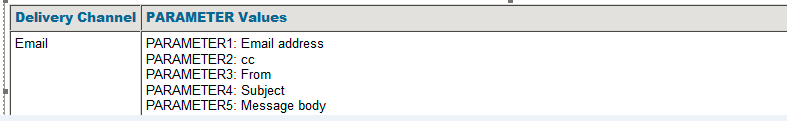 Delivery Channel PARAMETER Values
Email PARAMETER1: Email address
PARAMETER2: cc
PARAMETER3: From
PARAMETER4: Subject
PARAMETER5: Message body